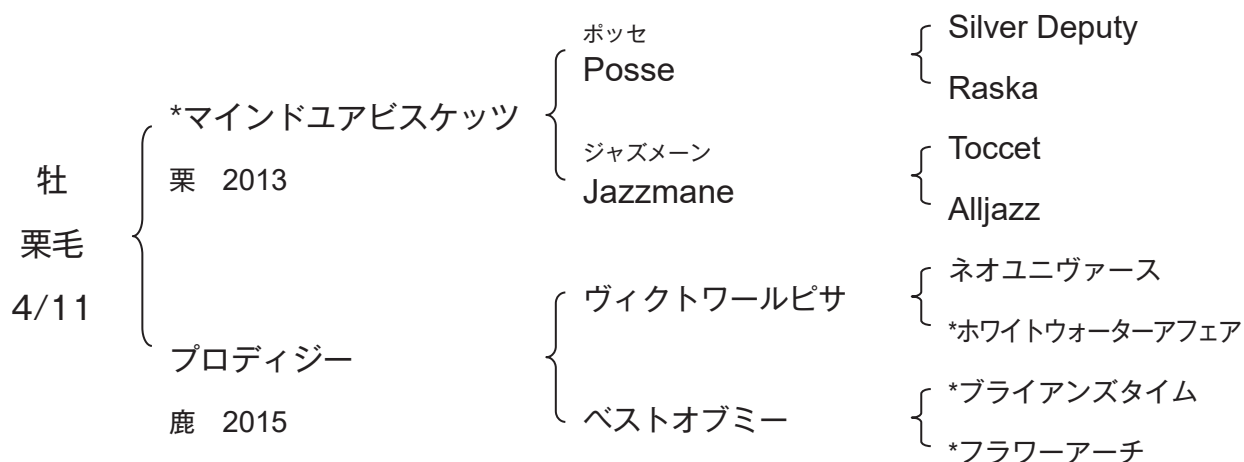 牡
栗毛
4/11
*マインドユアビスケッツ
栗 2013
プロディジー
鹿 2015
ポッセ
Posse
ジャズメーン
Jazzmane
ヴィクトワールピサ
ベストオブミー
Silver Deputy
Raska
Toccet
Alljazz
ネオユニヴァース
*ホワイトウォーターアフェア
*ブライアンズタイム
*フラワーアーチ